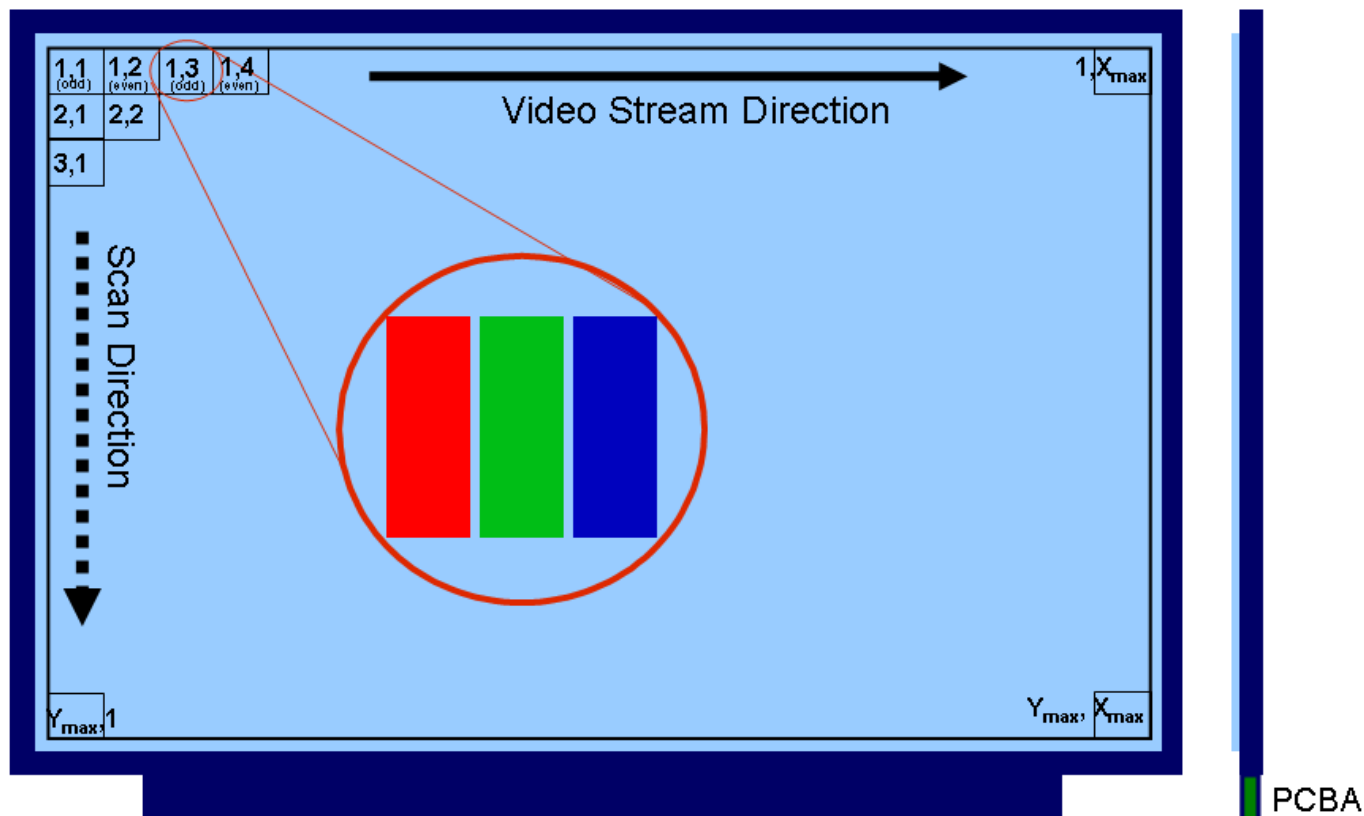 1,1 1,2 1,3 1,4 1,Xmax
(odd) (even) (odd) (even)
Video Stream Direction
2,1 2,2
3,1
Scan Direction
Ymax,1 Ymax, Xmax
PCBA